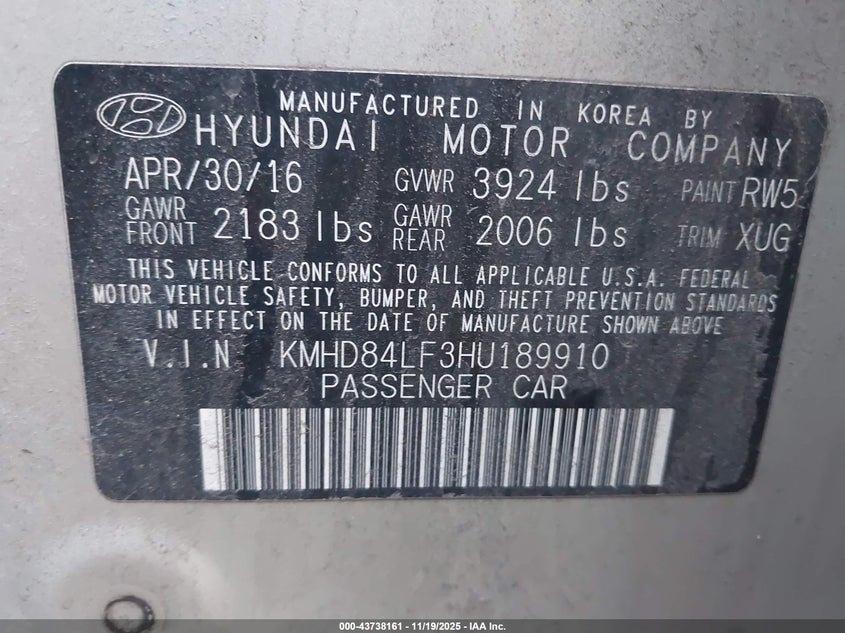 MANUFACTURED IN KOREA BY
HYUNDAI MOTOR COMPANY
APR/30/16 GVWR 3924 lbs PAINT RW5
GAWR FRONT 2183 lbs GAWR REAR 2006 lbs TRIM XUG
THIS VEHICLE CONFORMS TO ALL APPLICABLE U.S.A. FEDERAL
MOTOR VEHICLE SAFETY, BUMPER, AND THEFT PREVENTION STANDARDS
IN EFFECT ON THE DATE OF MANUFACTURE SHOWN ABOVE
V.I.N KMHD84LF3HU189910
PASSENGER CAR
000-43738161 - 11/19/2025 - IAA Inc.